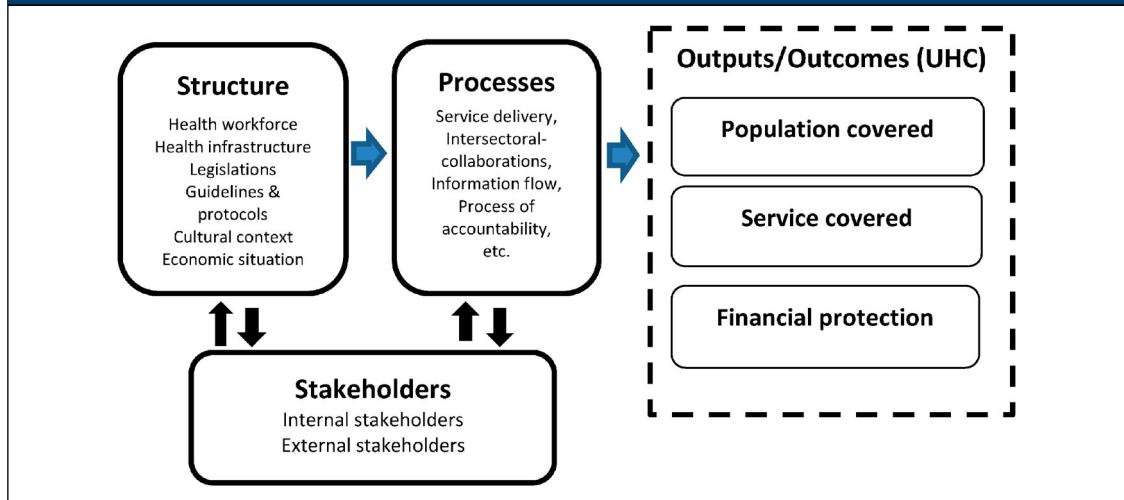 Structure
Health workforce
Health infrastructure
Legislations
Guidelines &
protocols
Cultural context
Economic situation
Processes
Service delivery,
Intersectoral-
collaborations,
Information flow,
Process of
accountability,
etc.
Outputs/Outcomes (UHC)
Population covered
Service covered
Financial protection
Stakeholders
Internal stakeholders
External stakeholders